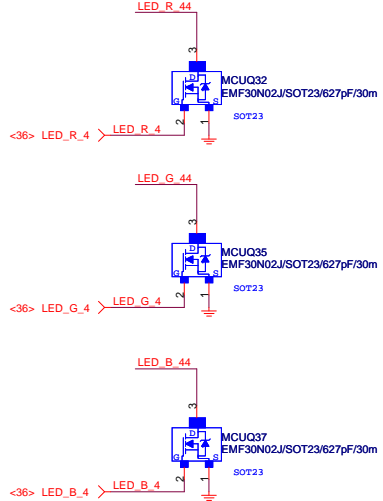 LED_R_44
3
D
MCUQ32
EMF30N02J/SOT23/627pF/30m
G
S
SOT23
2
1
<36> LED_R_4
LED_R_4
LED_G_44
3
D
MCUQ35
EMF30N02J/SOT23/627pF/30m
G
S
SOT23
2
1
<36> LED_G_4
LED_G_4
LED_B_44
3
D
MCUQ37
EMF30N02J/SOT23/627pF/30m
G
S
SOT23
2
1
<36> LED_B_4
LED_B_4